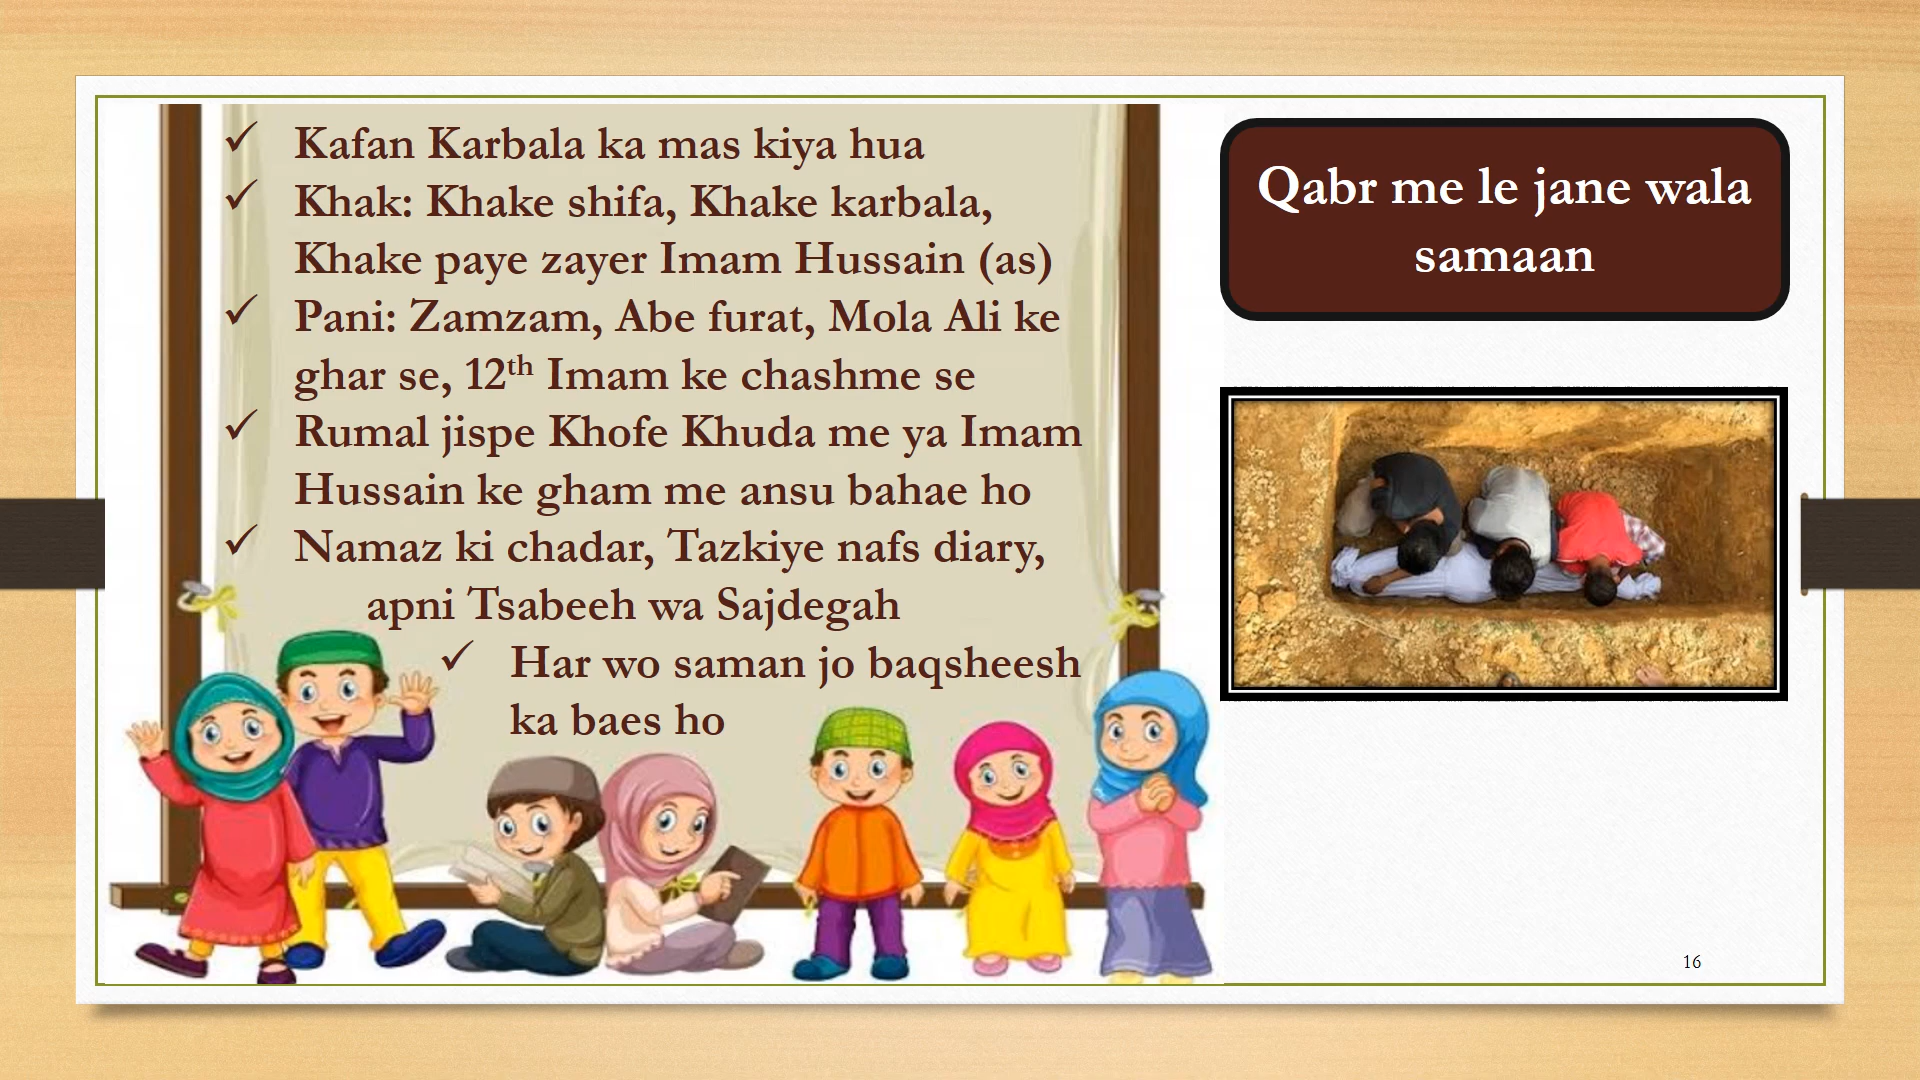 Kafan Karbala ka mas kiya hua
Khak: Khake shifa, Khake karbala,
Khake paye zayer Imam Hussain (as)
Pani: Zamzam, Abe furat, Mola Ali ke
ghar se, 12th Imam ke chashme se
Rumal jispe Khofe Khuda me ya Imam
Hussain ke gham me ansu bahae ho
Namaz ki chadar, Tazkiye nafs diary,
apni Tsabeeh wa Sajdegah
Har wo saman jo baqsheesh
ka baes ho
Qabr me le jane wala
samaan
16